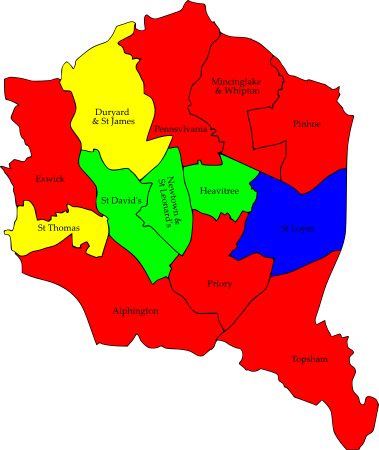 Duryard
& St James
Mincinglake
& Whipton
Pennsylvania
Pinhoe
Exwick
St David's
Newtown &
St Leonard's
Heavitree
St Thomas
St Loyes
Priory
Alphington
Topsham